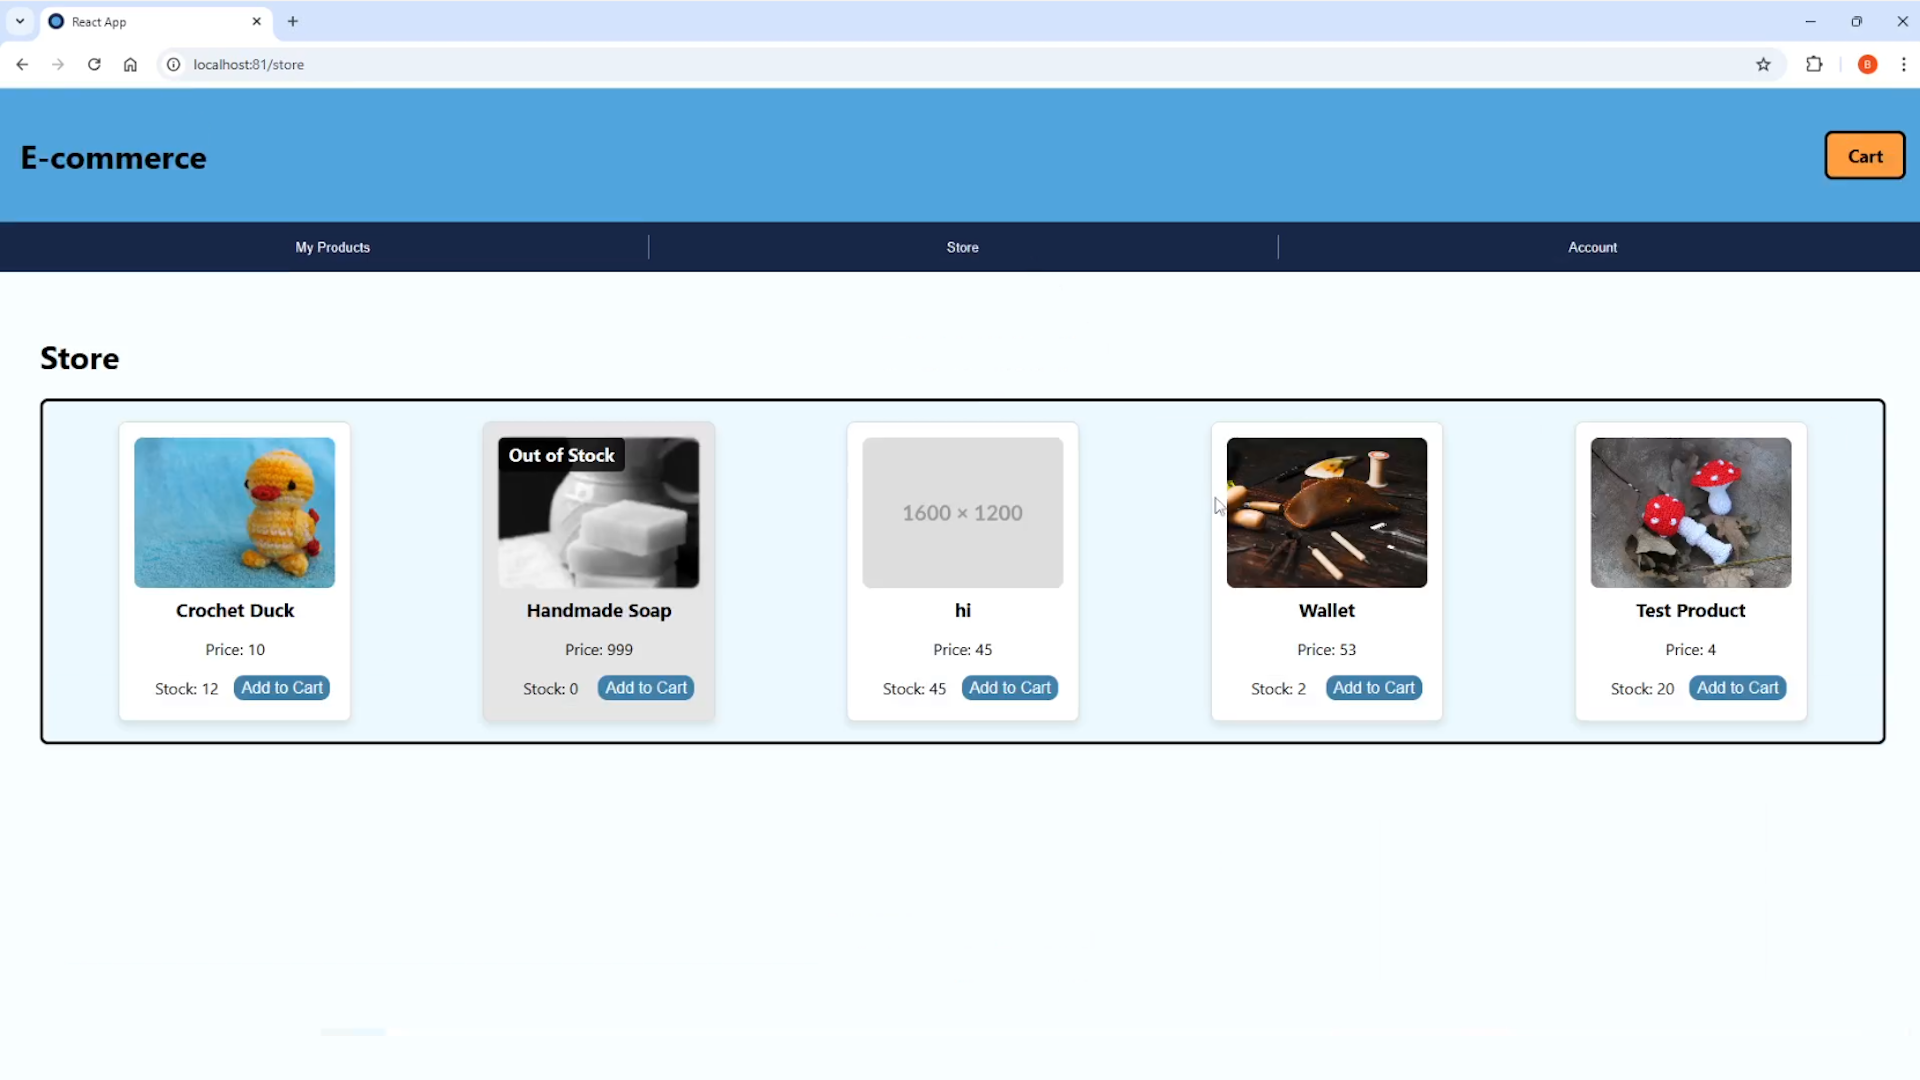 React App
localhost:81/store
B
E-commerce
Cart
My Products
Store
Account
Store
Crochet Duck
Price: 10
Stock: 12
Add to Cart
Out of Stock
Handmade Soap
Price: 999
Stock: 0
Add to Cart
1600 × 1200
hi
Price: 45
Stock: 45
Add to Cart
Wallet
Price: 53
Stock: 2
Add to Cart
Test Product
Price: 4
Stock: 20
Add to Cart